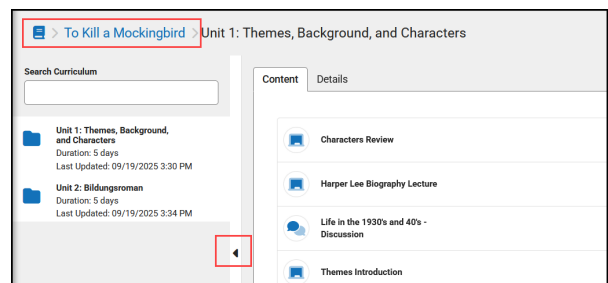 > To Kill a Mockingbird > Unit 1: Themes, Background, and Characters
Search Curriculum
Content Details
Unit 1: Themes, Background,
and Characters
Duration: 5 days
Last Updated: 09/19/2025 3:30 PM
Unit 2: Bildungsroman
Duration: 5 days
Last Updated: 09/19/2025 3:34 PM
Characters Review
Harper Lee Biography Lecture
Life in the 1930's and 40's -
Discussion
Themes Introduction